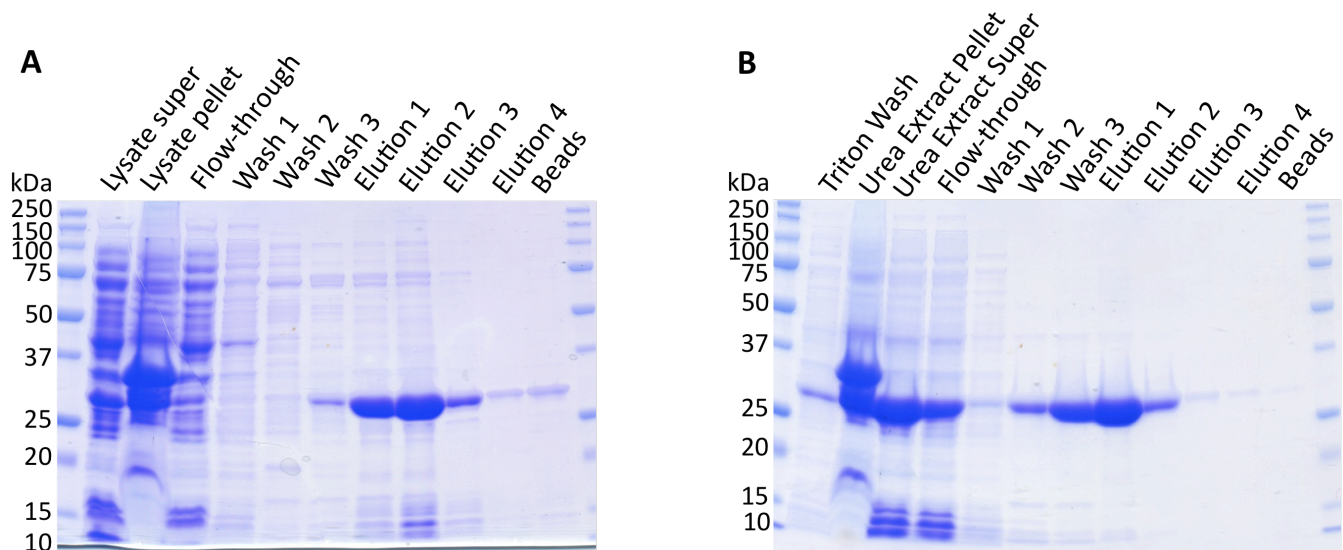 A
Lysate super
Lysate pellet
Flow-through
Wash 1
Wash 2
Wash 3
Elution 1
Elution 2
Elution 3
Elution 4
Beads
kDa
250
150
100
75
50
37
25
20
15
10
B
Triton Wash
Urea Extract Pellet
Urea Extract Super
Flow-through
Wash 1
Wash 2
Wash 3
Elution 1
Elution 2
Elution 3
Elution 4
Beads
kDa
250
150
100
75
50
37
25
20
15
10